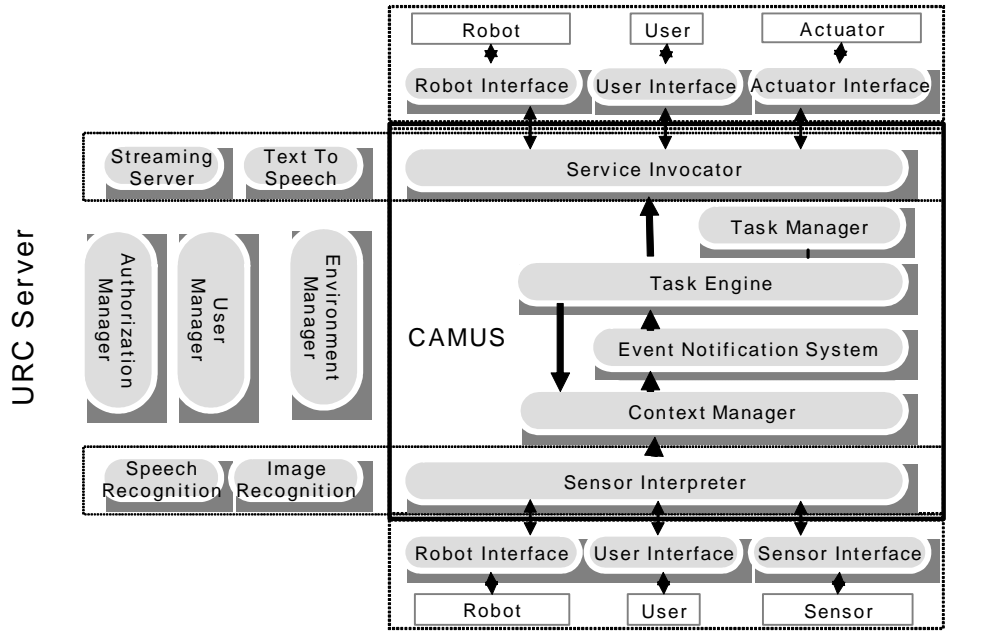 Robot
User
Actuator
Robot Interface
User Interface
Actuator Interface
Streaming
Server
Text To
Speech
Service Invocator
Task Manager
URC Server
Authorization
Manager
User
Manager
Environment
Manager
Task Engine
CAMUS
Event Notification System
Context Manager
Speech
Recognition
Image
Recognition
Sensor Interpreter
Robot Interface
User Interface
Sensor Interface
Robot
User
Sensor